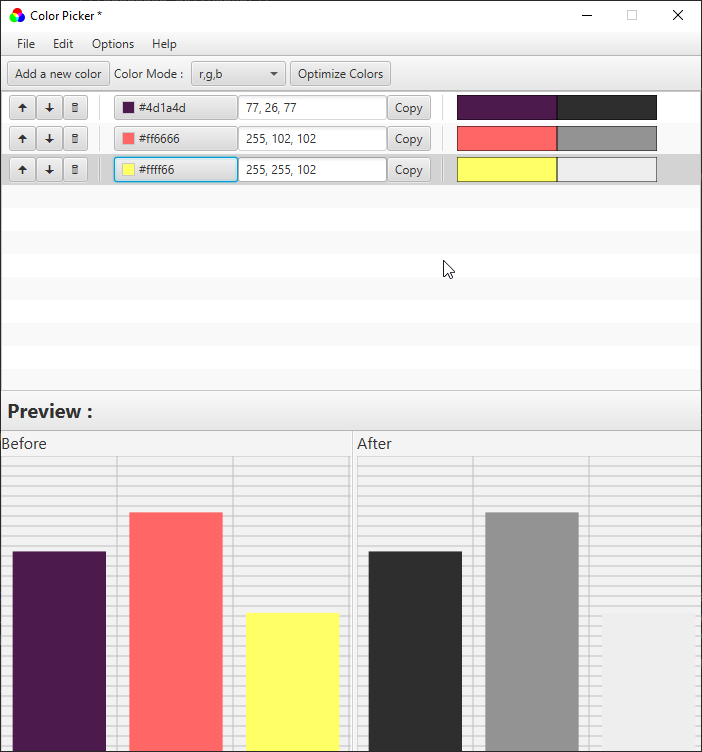 Color Picker *
File Edit Options Help
Add a new color Color Mode : r,g,b Optimize Colors
#4d1a4d 77, 26, 77 Copy
#ff6666 255, 102, 102 Copy
#ffff66 255, 255, 102 Copy
Preview :
Before After